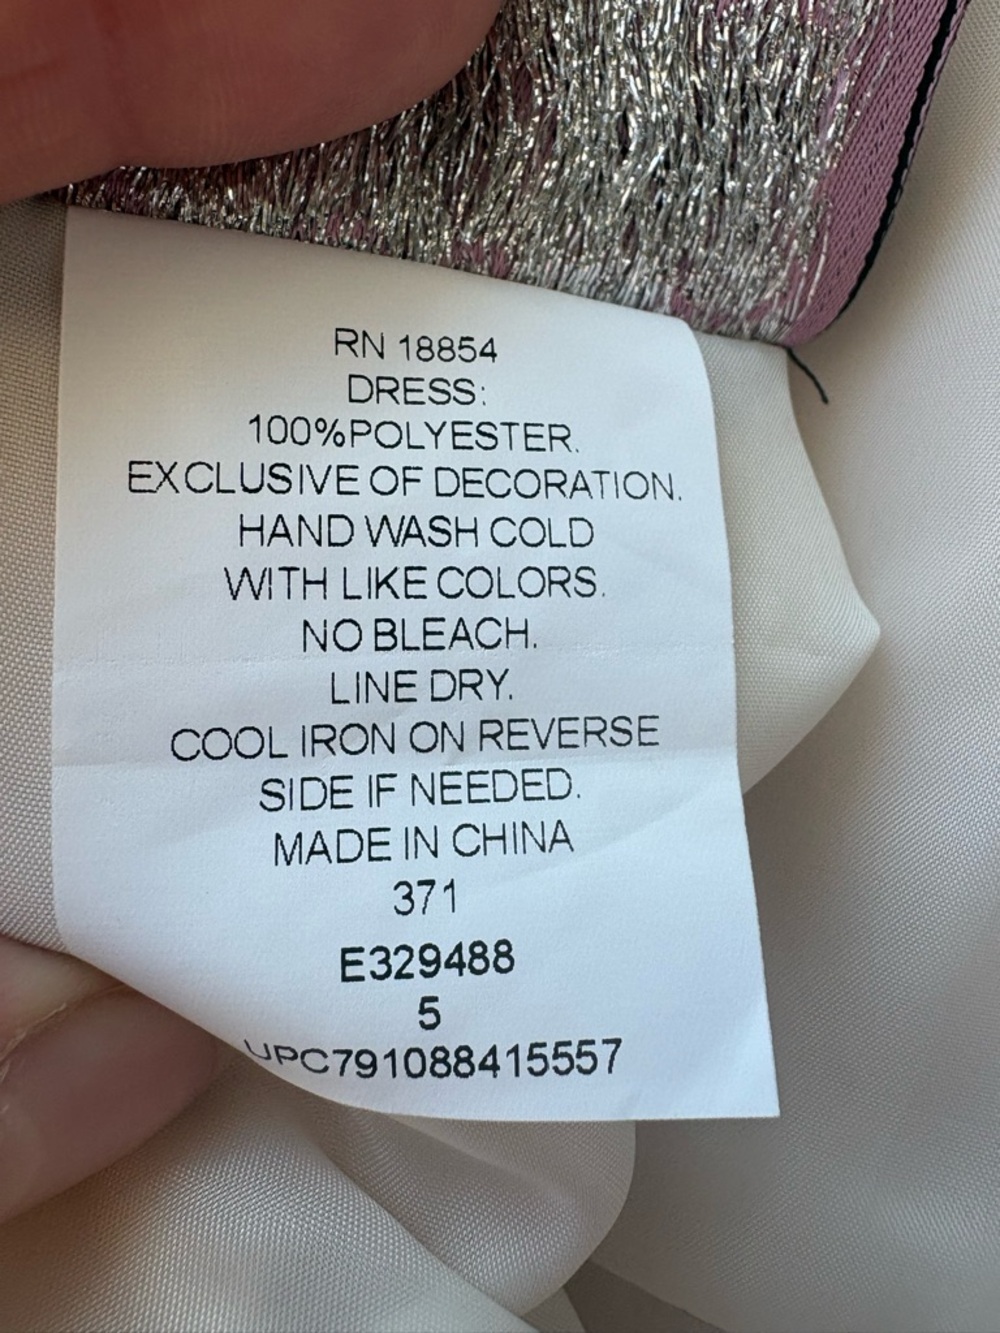 RN 18854
DRESS:
100%POLYESTER.
EXCLUSIVE OF DECORATION.
HAND WASH COLD
WITH LIKE COLORS.
NO BLEACH.
LINE DRY.
COOL IRON ON REVERSE
SIDE IF NEEDED.
MADE IN CHINA
371
E329488
5
UPC791088415557